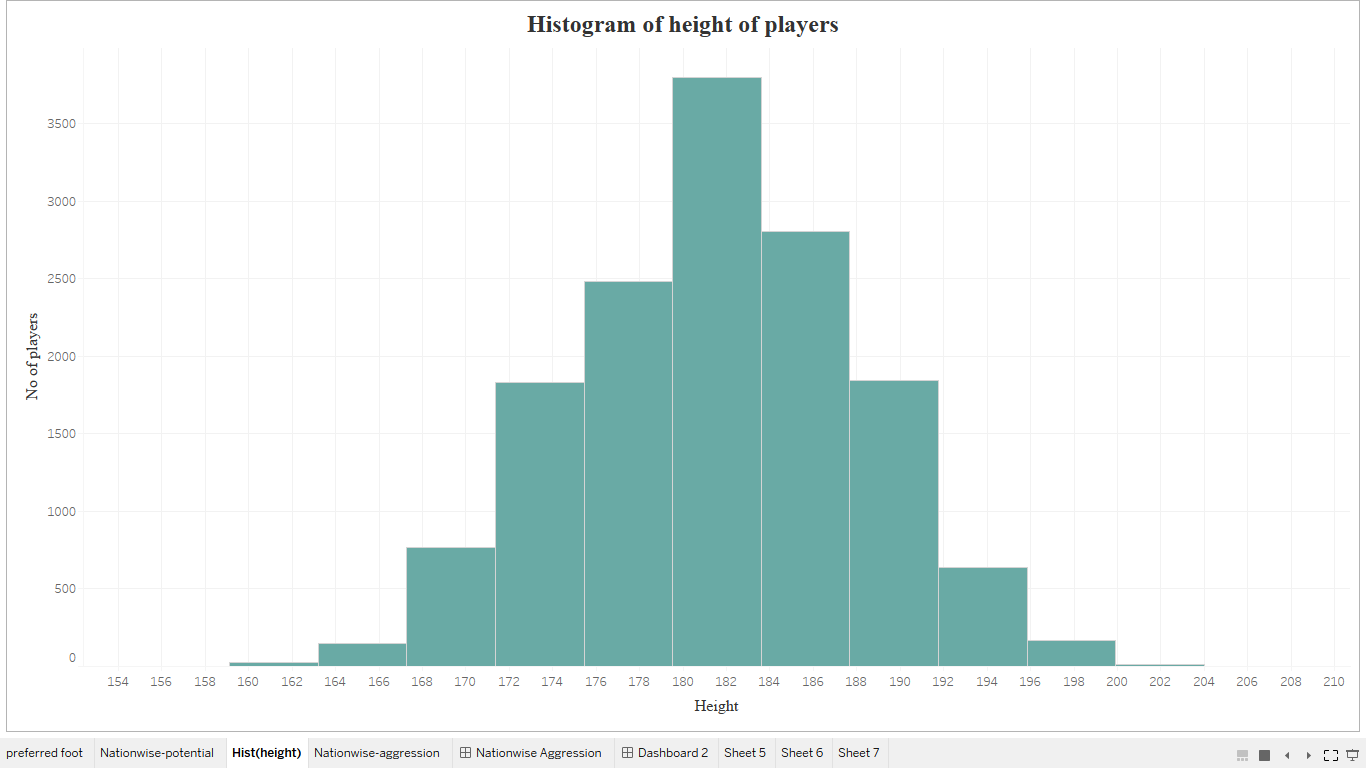 Histogram of height of players
3500
3000
2500
2000
1500
1000
500
0
No of players
154 156 158 160 162 164 166 168 170 172 174 176 178 180 182 184 186 188 190 192 194 196 198 200 202 204 206 208 210
Height
preferred foot Nationwise-potential Hist(height) Nationwise-aggression Nationwise Aggression Dashboard 2 Sheet 5 Sheet 6 Sheet 7